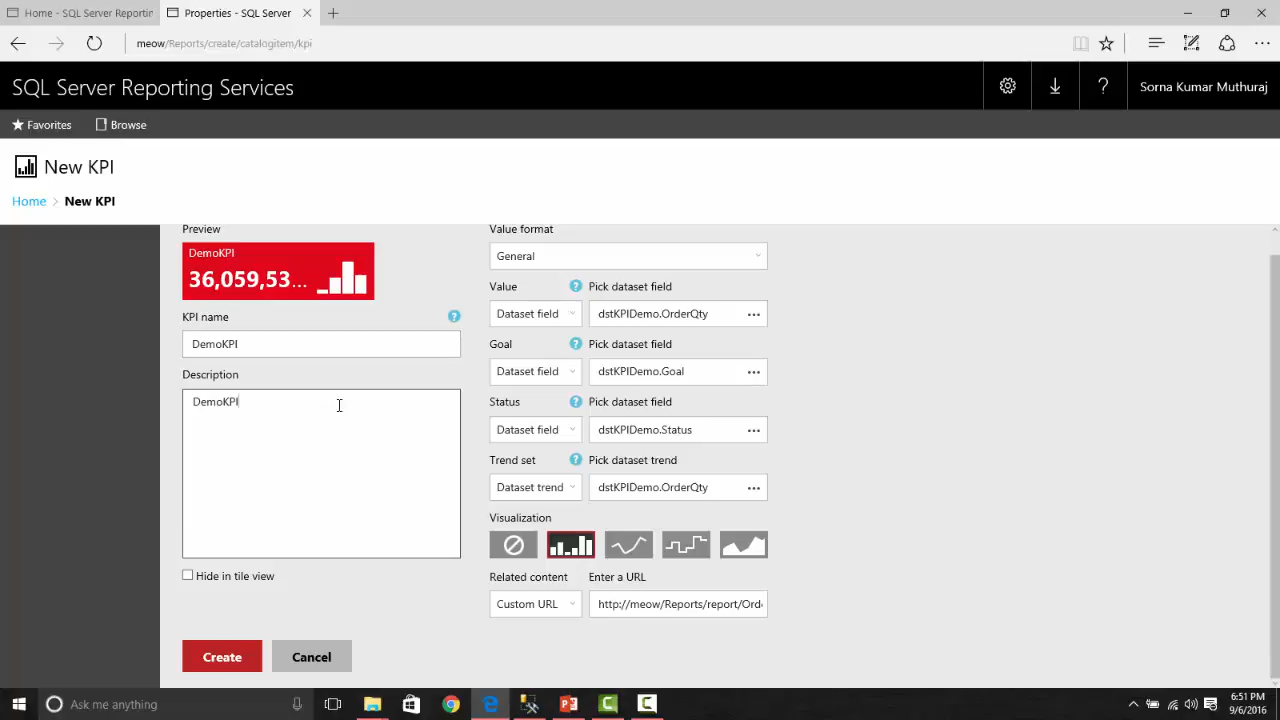 Home - SQL Server Reportin
Properties - SQL Server
meow/Reports/create/catalogitem/kpi
SQL Server Reporting Services
?
Sorna Kumar Muthuraj
Favorites
Browse
New KPI
Home > New KPI
Preview
DemoKPI
36,059,53...
KPI name
?
DemoKPI
Description
DemoKPI
Hide in tile view
Create
Cancel
Value format
General
Value ? Pick dataset field
Dataset field dstKPIDemo.OrderQty ...
Goal ? Pick dataset field
Dataset field dstKPIDemo.Goal ...
Status ? Pick dataset field
Dataset field dstKPIDemo.Status ...
Trend set ? Pick dataset trend
Dataset trend dstKPIDemo.OrderQty ...
Visualization
Related content Enter a URL
Custom URL http://meow/Reports/report/Ord
Ask me anything
6:51 PM
9/6/2016